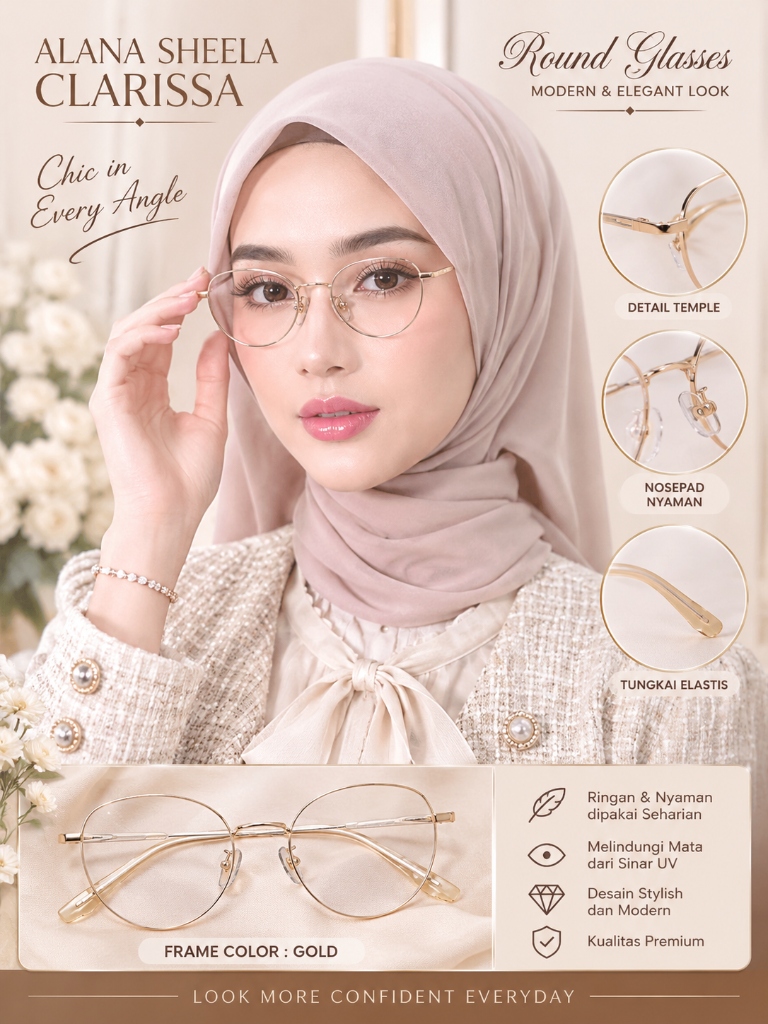 ALANA SHEELA
CLARISSA
Round Glasses
MODERN & ELEGANT LOOK
Chic in
Every Angle
DETAIL TEMPLE
NOSEPAD
NYAMAN
TUNGKAI ELASTIS
FRAME COLOR : GOLD
Ringan & Nyaman
dipakai Seharian
Melindungi Mata
dari Sinar UV
Desain Stylish
dan Modern
Kualitas Premium
LOOK MORE CONFIDENT EVERYDAY